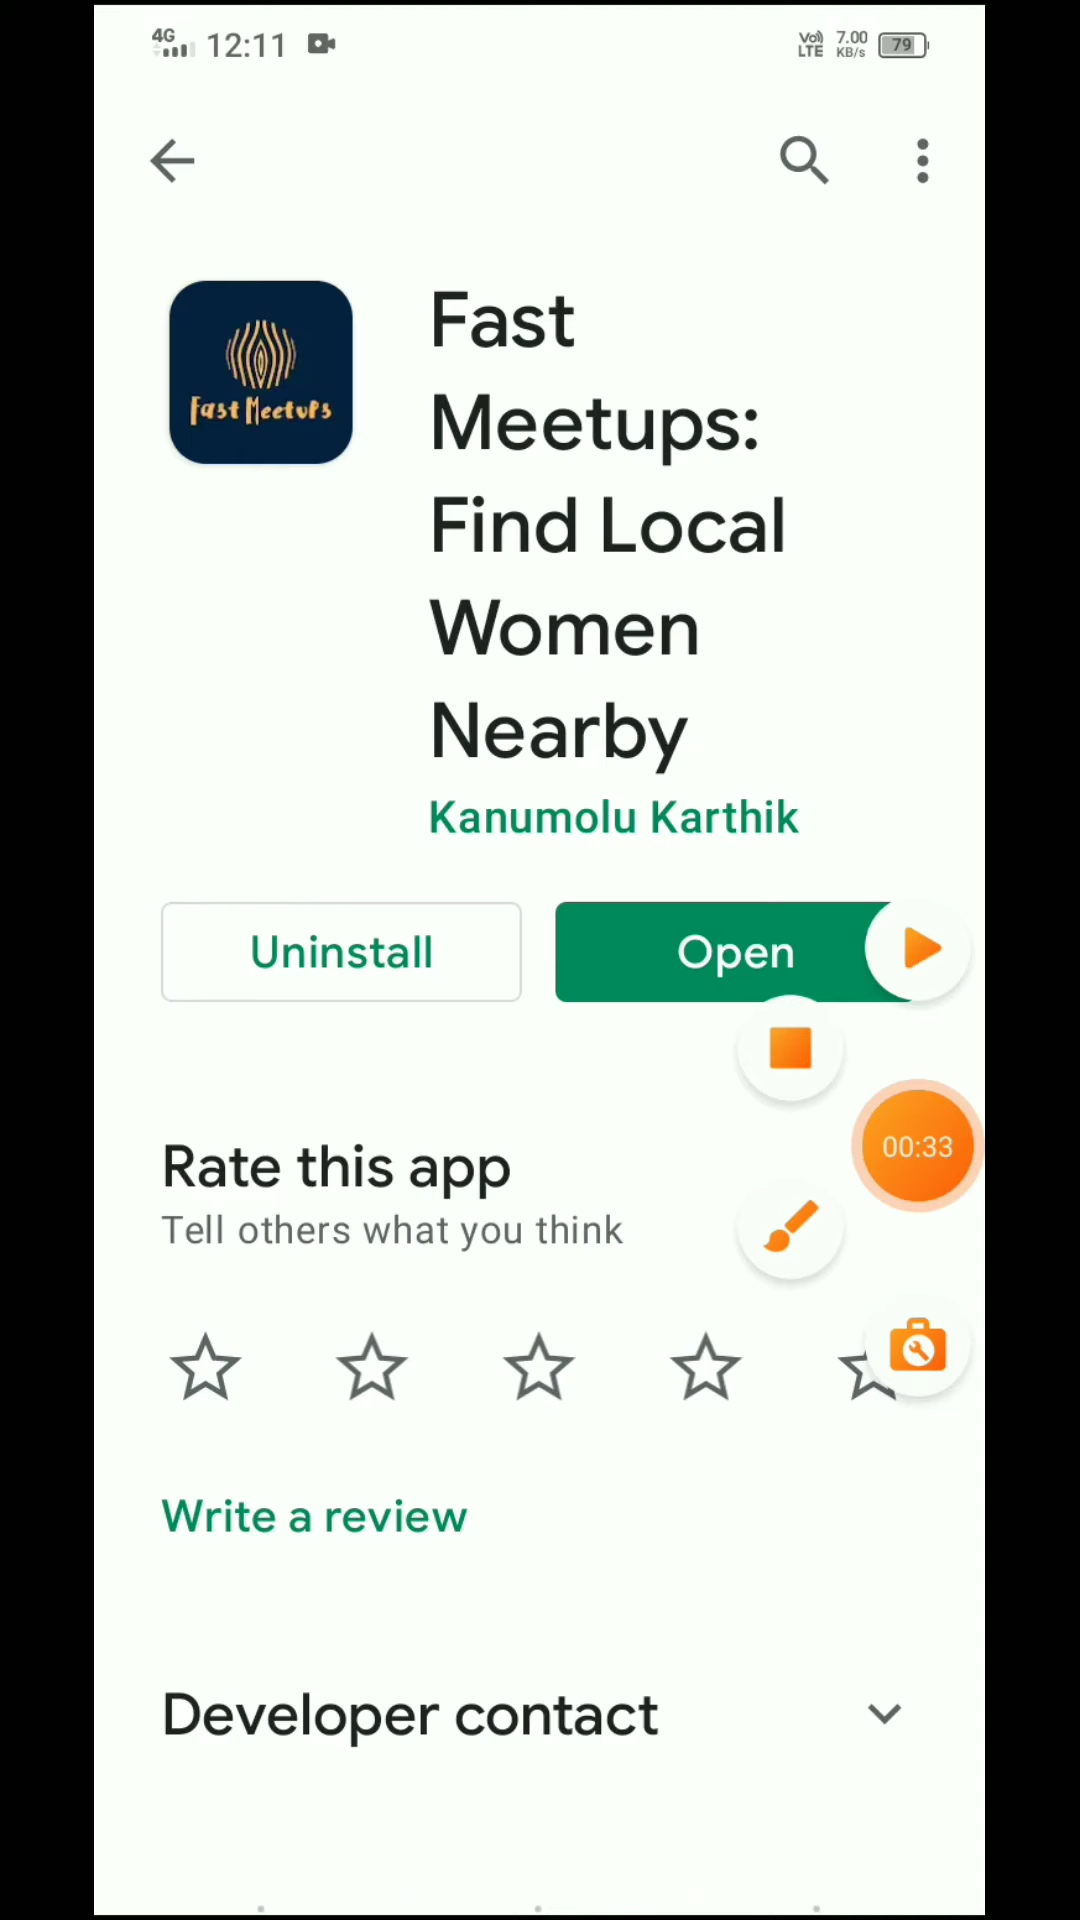 4G 12:11 Vo) LTE 7.00 KB/s 79
Fast Meetups
Fast
Meetups:
Find Local
Women
Nearby
Kanumolu Karthik
Uninstall Open
00:33
Rate this app
Tell others what you think
Write a review
Developer contact